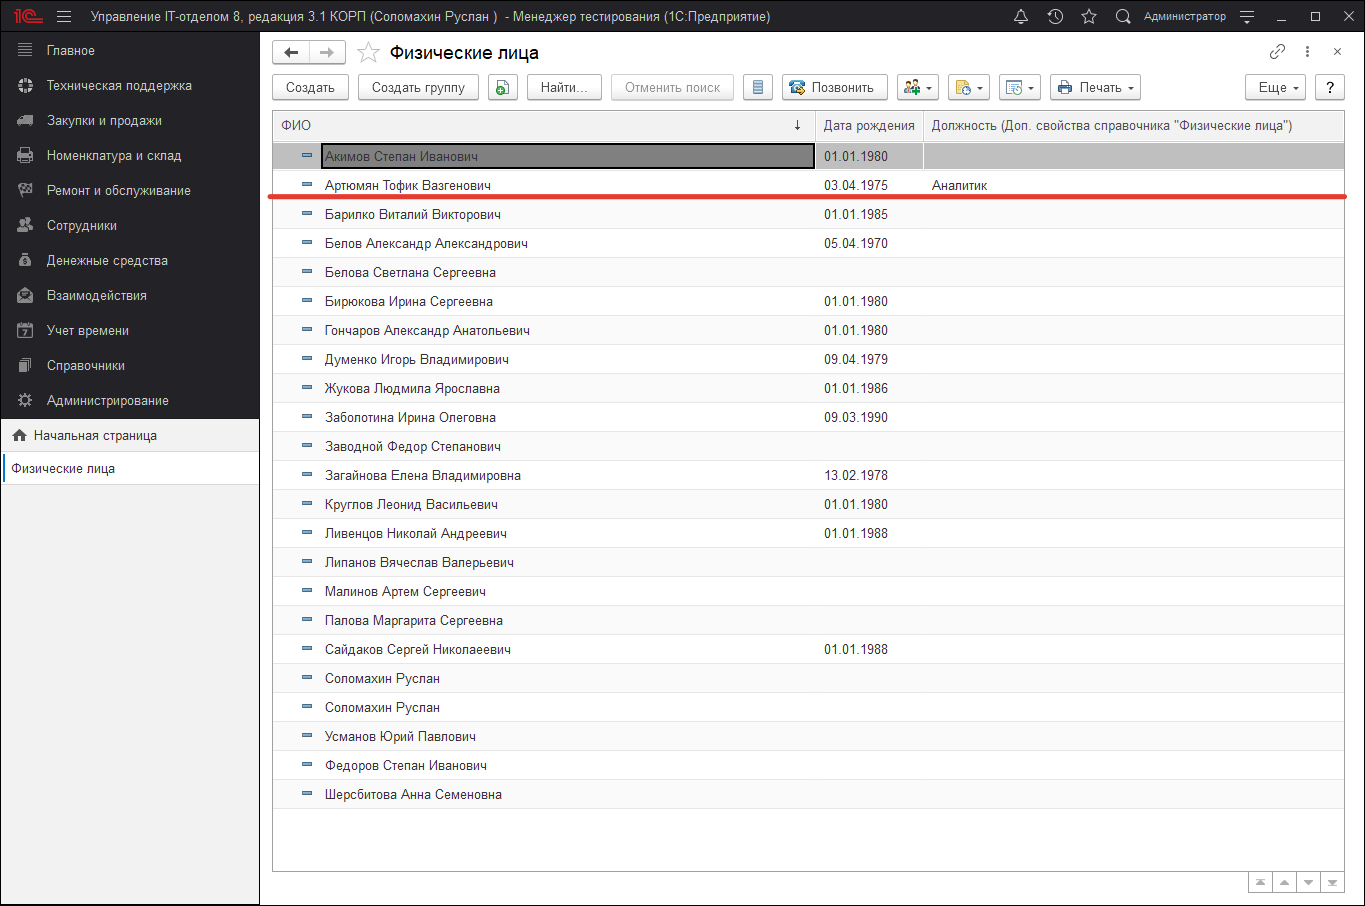 1С Управление IT-отделом 8, редакция 3.1 КОРП (Соломахин Руслан ) - Менеджер тестирования (1С:Предприятие) Администратор
Главное
Техническая поддержка
Закупки и продажи
Номенклатура и склад
Ремонт и обслуживание
Сотрудники
Денежные средства
Взаимодействия
7 Учет времени
Справочники
Администрирование
Начальная страница
Физические лица
Физические лица
Создать Создать группу Найти... Отменить поиск Позвонить Печать Еще ?
ФИО ↓ Дата рождения Должность (Доп. свойства справочника "Физические лица")
Акимов Степан Иванович 01.01.1980
Артюмян Тофик Вазгенович 03.04.1975 Аналитик
Барилко Виталий Викторович 01.01.1985
Белов Александр Александрович 05.04.1970
Белова Светлана Сергеевна
Бирюкова Ирина Сергеевна 01.01.1980
Гончаров Александр Анатольевич 01.01.1980
Думенко Игорь Владимирович 09.04.1979
Жукова Людмила Ярославна 01.01.1986
Заболотина Ирина Олеговна 09.03.1990
Заводной Федор Степанович
Загайнова Елена Владимировна 13.02.1978
Круглов Леонид Васильевич 01.01.1980
Ливенцов Николай Андреевич 01.01.1988
Липанов Вячеслав Валерьевич
Малинов Артем Сергеевич
Палова Маргарита Сергеевна
Сайдаков Сергей Николаеевич 01.01.1988
Соломахин Руслан
Соломахин Руслан
Усманов Юрий Павлович
Федоров Степан Иванович
Шерсбитова Анна Семеновна